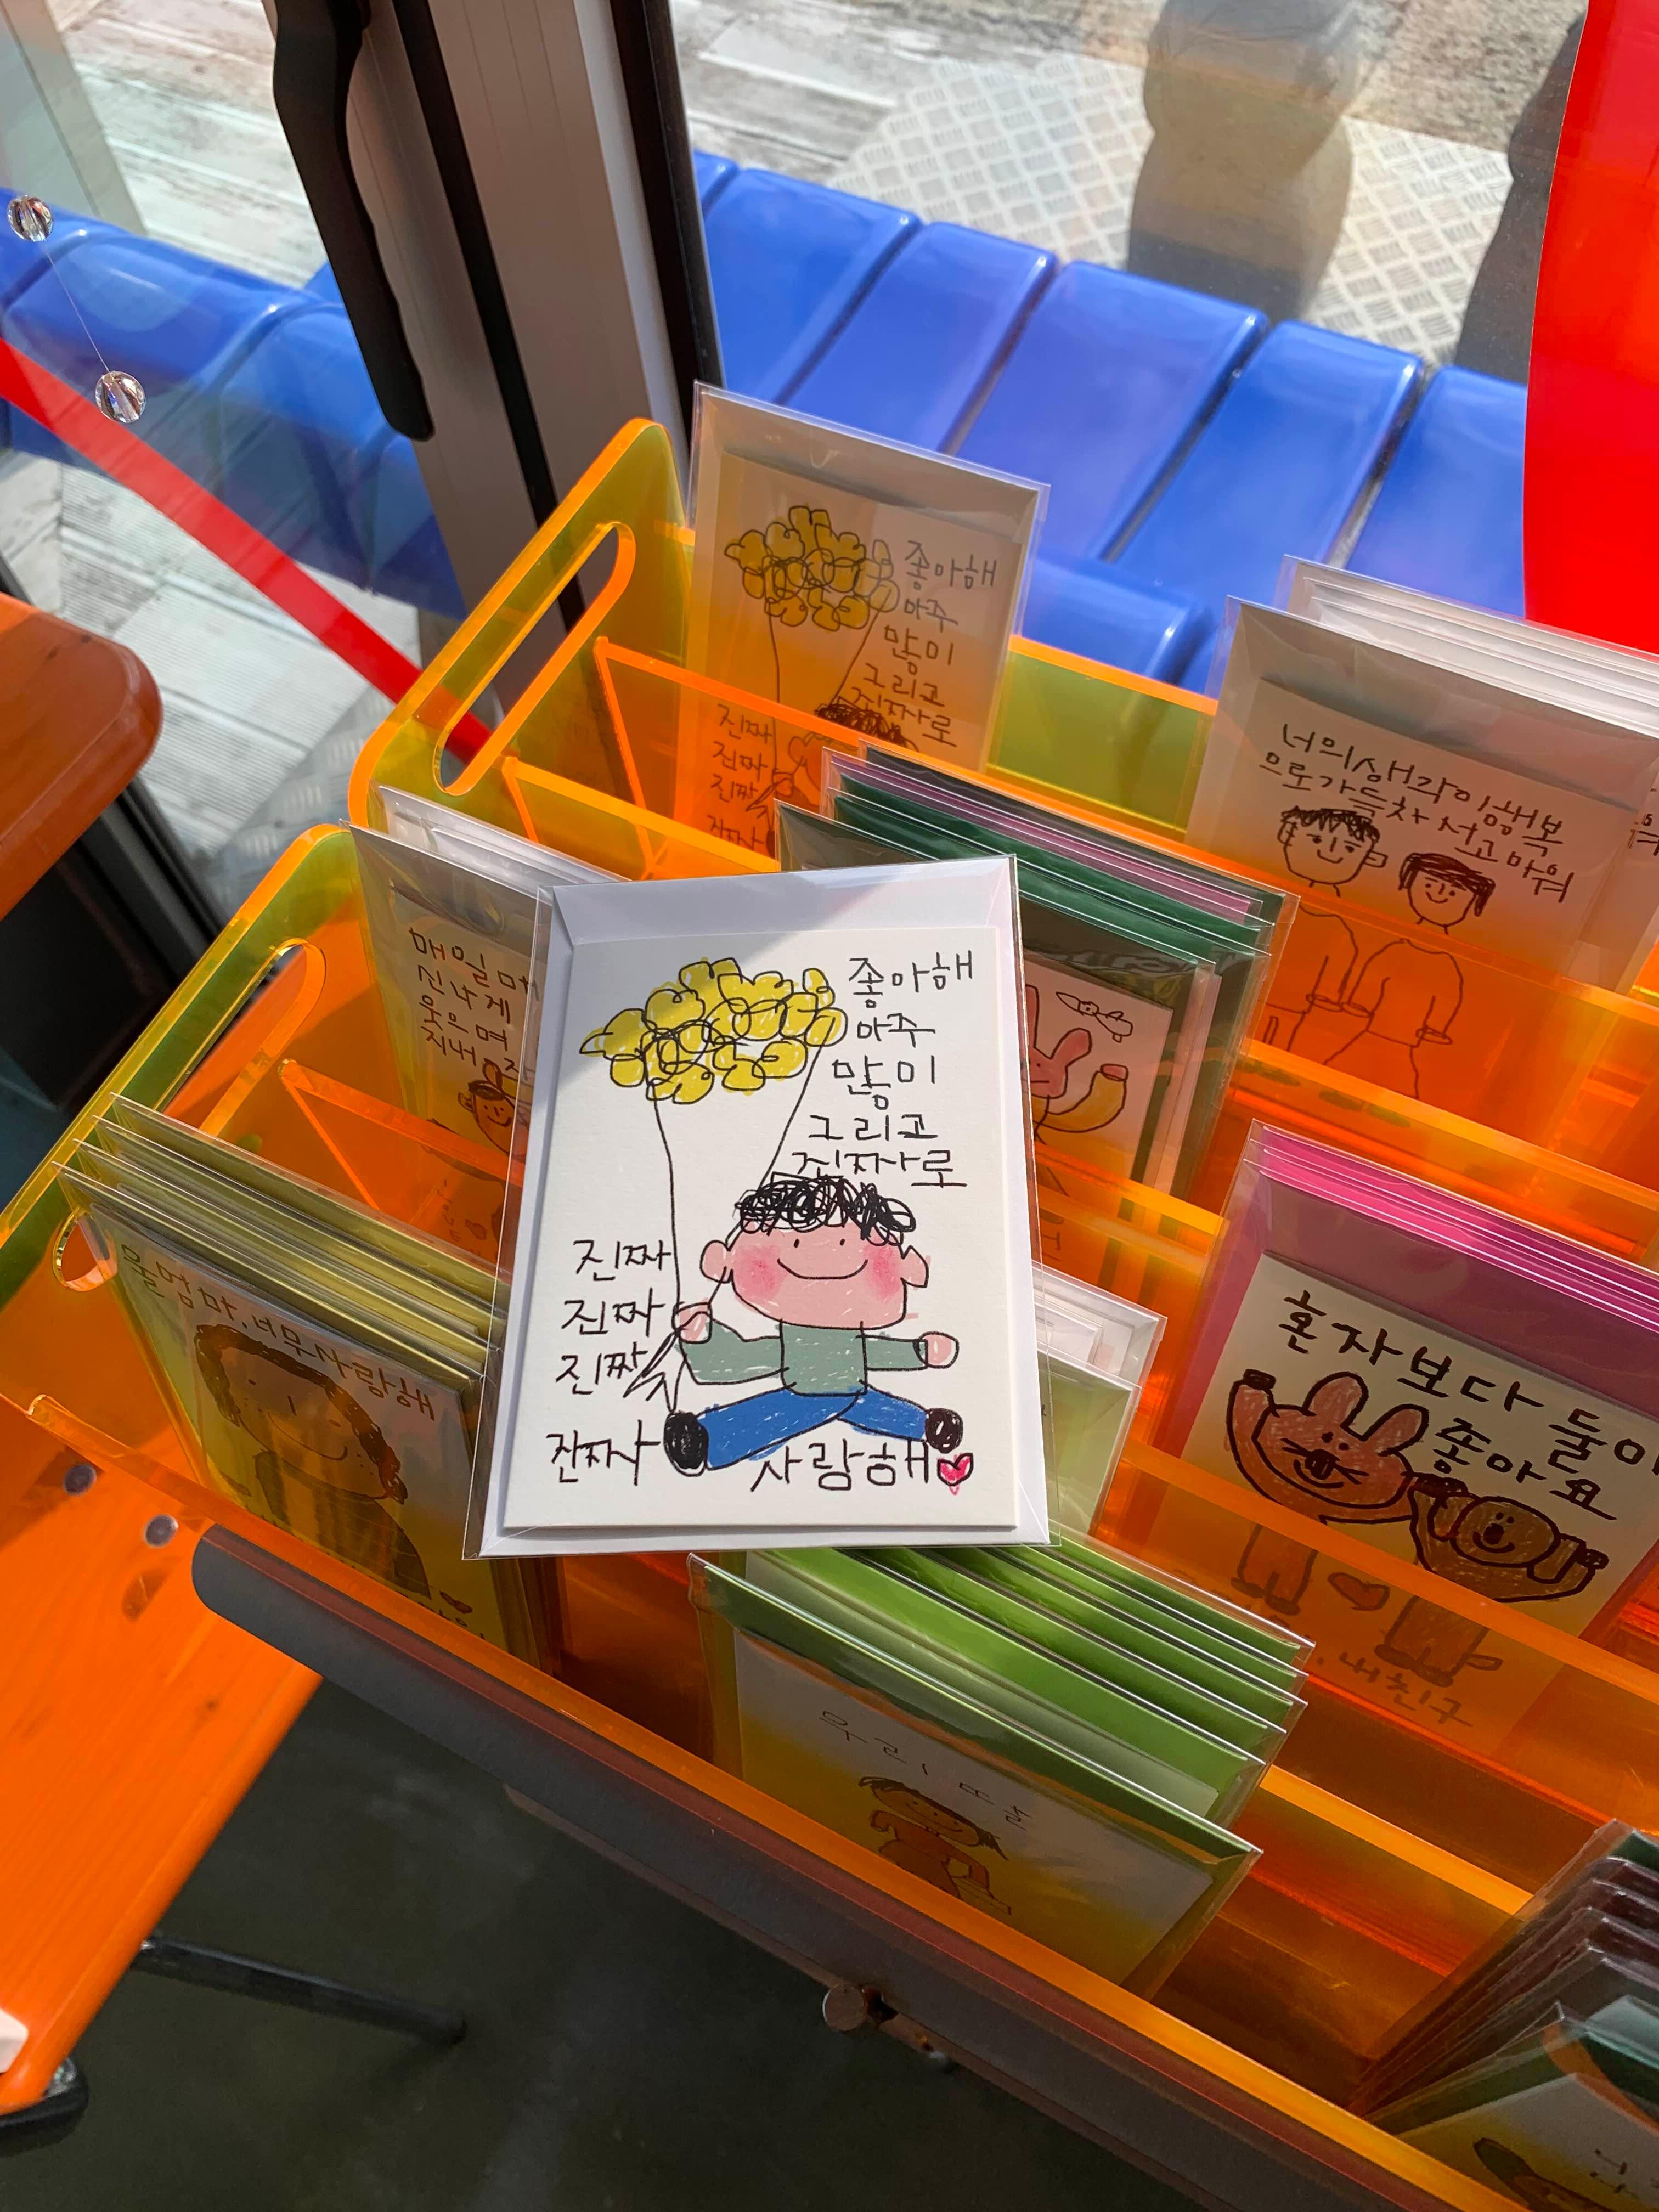 좋아해
아주
많이
그리고
진짜로
진짜
진짜
진짜
진짜
너의 생각이 행복
으로 가득차 서 고마워
매일매
신나게
웃으며
지내
좋아해
아주
많이
그리고
진짜로
진짜
진짜
진짜
진짜
사랑해
울엄마, 너무 사랑해
혼자보다 둘이
좋아요
내친구
우리 딸